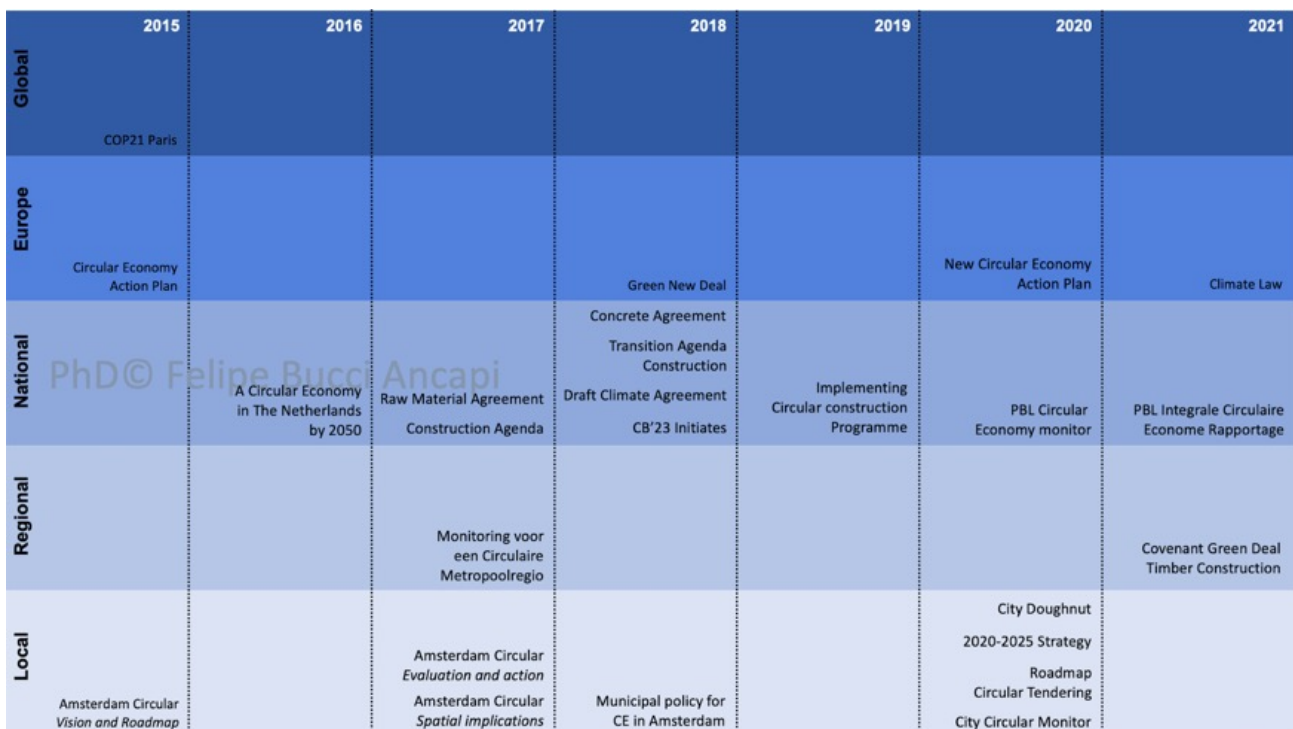 2015 2016 2017 2018 2019 2020 2021
Global
COP21 Paris
Europe
Circular Economy
Action Plan
Green New Deal
New Circular Economy
Action Plan
Climate Law
National
PhD© Felipe Bucci Ancapi
A Circular Economy
in The Netherlands
by 2050
Raw Material Agreement
Construction Agenda
Concrete Agreement
Transition Agenda
Construction
Draft Climate Agreement
CB'23 Initiates
Implementing
Circular construction
Programme
PBL Circular
Economy monitor
PBL Integrale Circulaire
Econome Rapportage
Regional
Monitoring voor
een Circulaire
Metropoolregio
Covenant Green Deal
Timber Construction
Local
Amsterdam Circular
Vision and Roadmap
Amsterdam Circular
Evaluation and action
Amsterdam Circular
Spatial implications
Municipal policy for
CE in Amsterdam
City Doughnut
2020-2025 Strategy
Roadmap
Circular Tendering
City Circular Monitor